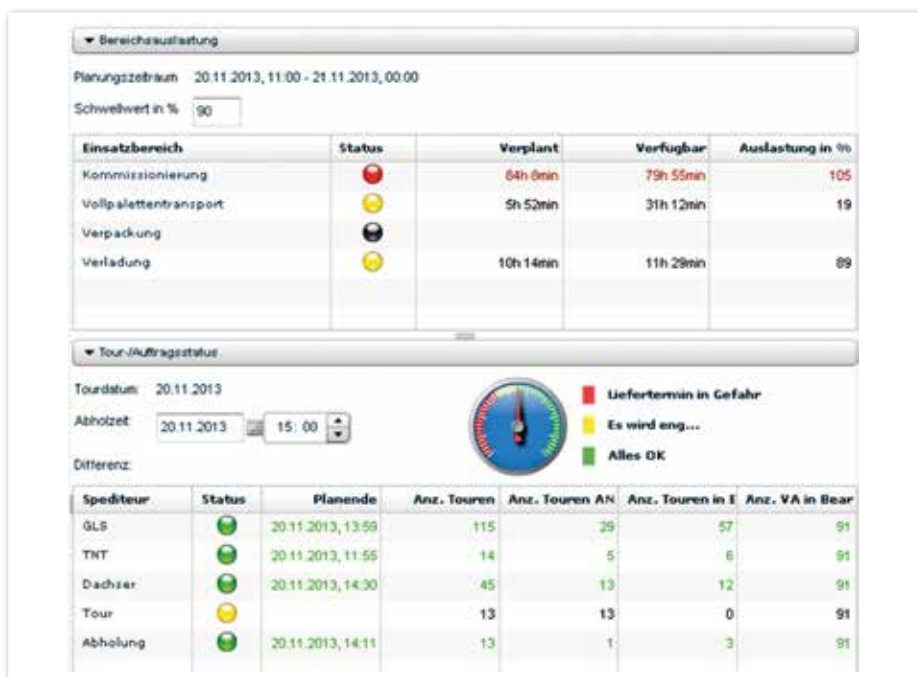 Bereichsauslastung
Planungszeitraum 20.11.2013, 11:00 - 21.11.2013, 00:00
Schwellwert in % 90
Einsatzbereich Status Verplant Verfügbar Auslastung in %
Kommissionierung 84h 8min 79h 55min 105
Vollpalettentransport 5h 52min 31h 12min 19
Verpackung
Verladung 10h 14min 11h 29min 89
Tour-/Auftragsstatus
Tourdatum: 20.11.2013
Liefertermin in Gefahr
Abholzeit: 20.11.2013 15:00
Es wird eng...
Alles OK
Differenz:
Spediteur Status Planende Anz. Touren Anz. Touren AN Anz. Touren in E Anz. VA in Bear
GLS 20.11.2013, 13:59 115 29 57 91
TNT 20.11.2013, 11:55 14 5 6 91
Dachser 20.11.2013, 14:30 45 13 12 91
Tour 13 13 0 91
Abholung 20.11.2013, 14:11 13 1 3 91